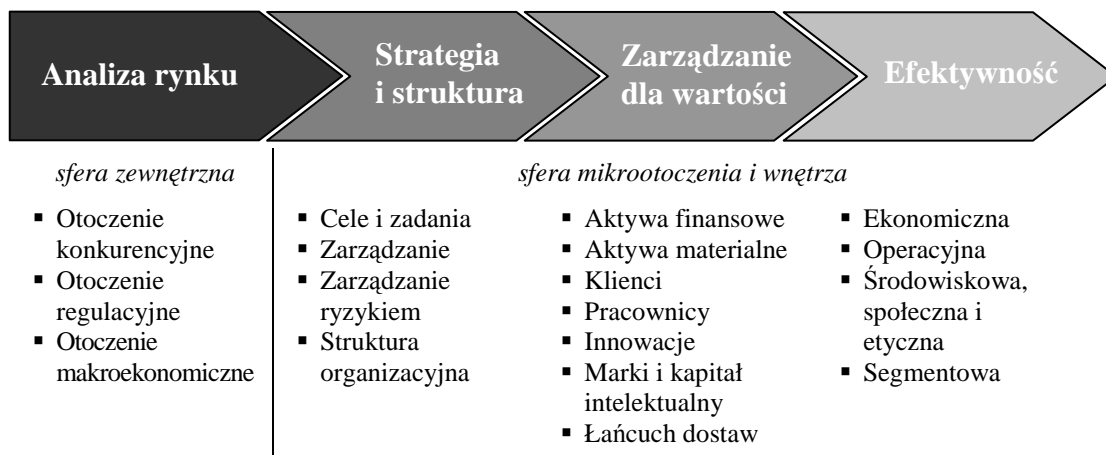 Analiza rynku
Strategia
i struktura
Zarządzanie
dla wartości
Efektywność
sfera zewnętrzna
sfera mikrootoczenia i wnętrza
▪ Otoczenie
konkurencyjne
▪ Otoczenie
regulacyjne
▪ Otoczenie
makroekonomiczne
▪ Cele i zadania
▪ Zarządzanie
▪ Zarządzanie
ryzykiem
▪ Struktura
organizacyjna
▪ Aktywa finansowe
▪ Aktywa materialne
▪ Klienci
▪ Pracownicy
▪ Innowacje
▪ Marki i kapitał
intelektualny
▪ Łańcuch dostaw
▪ Ekonomiczna
▪ Operacyjna
▪ Środowiskowa,
społeczna i
etyczna
▪ Segmentowa